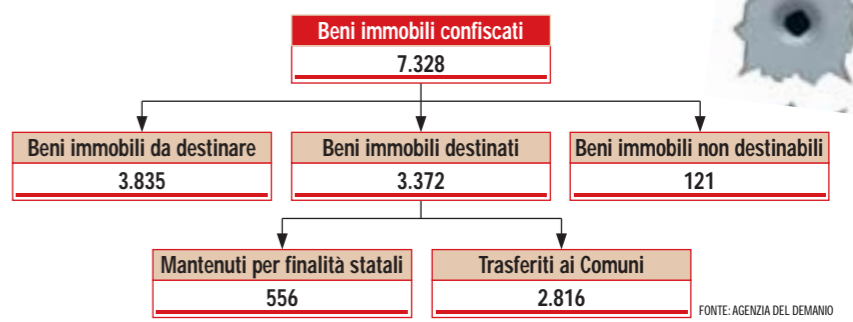 Beni immobili confiscati
7.328
Beni immobili da destinare
3.835
Beni immobili destinati
3.372
Beni immobili non destinabili
121
Mantenuti per finalità statali
556
Trasferiti ai Comuni
2.816
FONTE: AGENZIA DEL DEMANIO